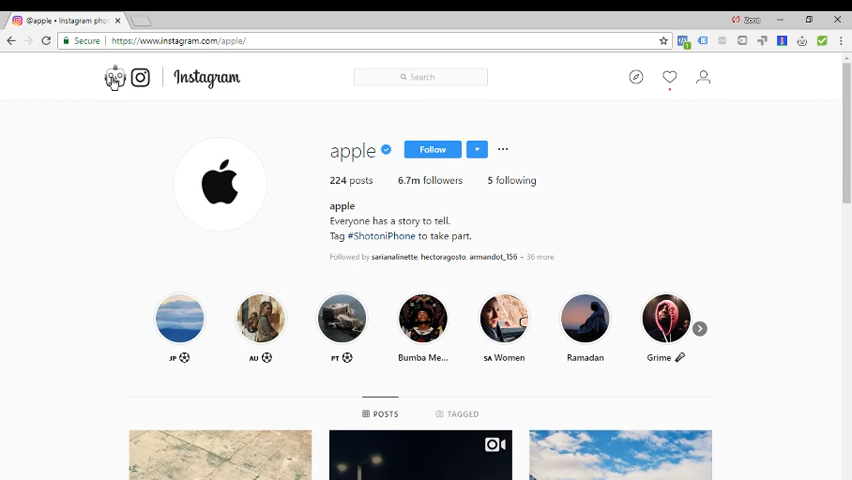 @apple • Instagram pho
Secure
https://www.instagram.com/apple/
1
Instagram
Search
apple
Follow
224 posts 6.7m followers 5 following
apple
Everyone has a story to tell.
Tag #ShotoniPhone to take part.
Followed by sarianalinette, hectoragosto, armandot_156 + 36 more
JP AU PT Bumba Me... SA Women Ramadan Grime
POSTS TAGGED